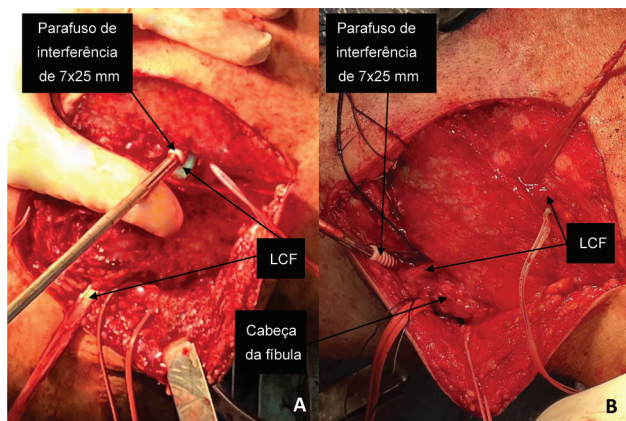 Parafuso de
interferência
de 7x25 mm
LCF
A
Parafuso de
interferência
de 7x25 mm
LCF
Cabeça
da fíbula
B